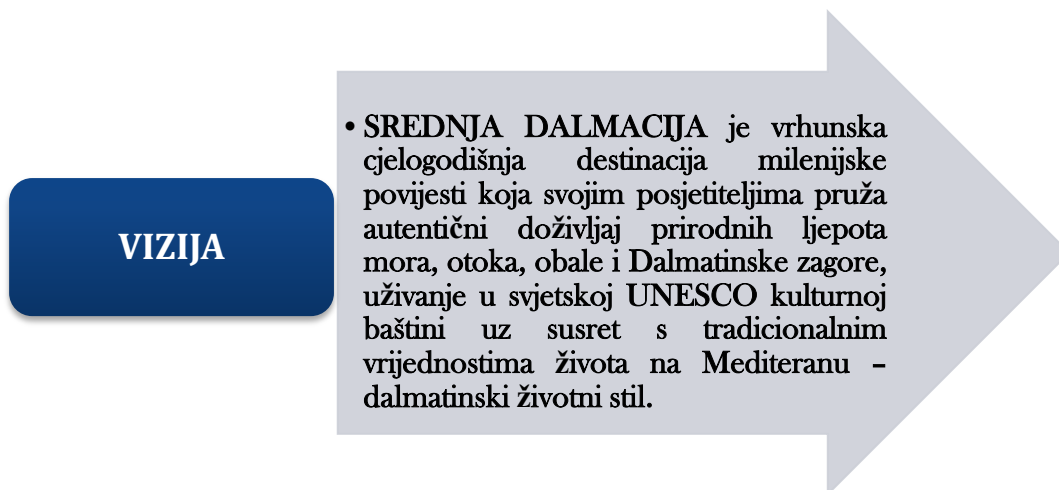 VIZIJA
• SREDNJA DALMACIJA je vrhunska
cjelogodišnja destinacija milenijske
povijesti koja svojim posjetiteljima pruža
autentični doživljaj prirodnih ljepota
mora, otoka, obale i Dalmatinske zagore,
uživanje u svjetskoj UNESCO kulturnoj
baštini uz susret s tradicionalnim
vrijednostima života na Mediteranu –
dalmatinski životni stil.